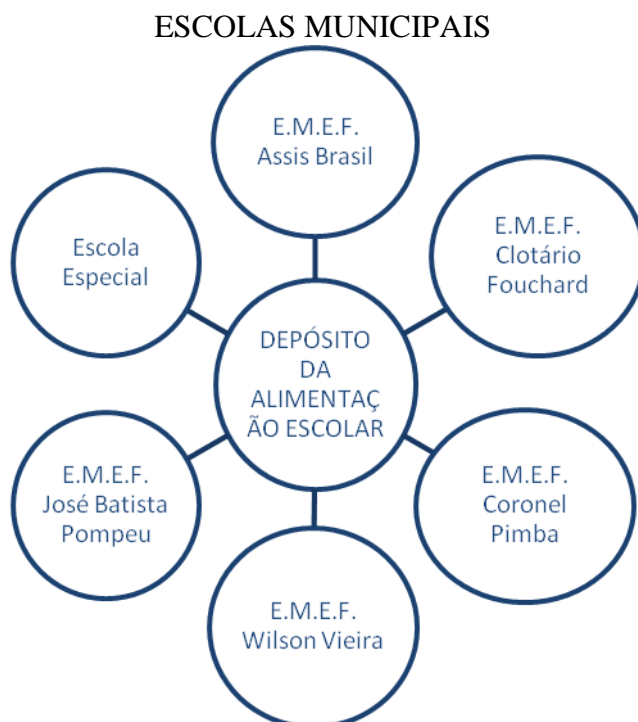 ESCOLAS MUNICIPAIS
E.M.E.F.
Assis Brasil
E.M.E.F.
Clotário
Fouchard
Escola
Especial
DEPÓSITO
DA
ALIMENTAÇ
ÃO ESCOLAR
E.M.E.F.
José Batista
Pompeu
E.M.E.F.
Coronel
Pimba
E.M.E.F.
Wilson Vieira